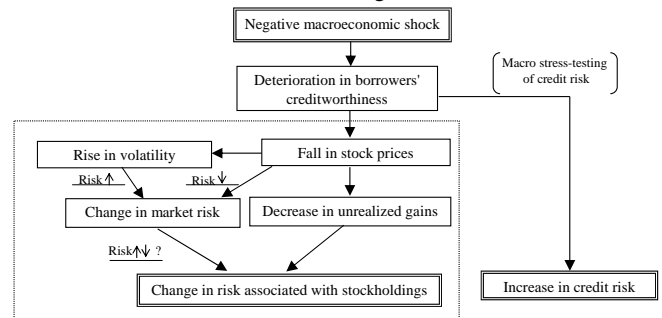 Negative macroeconomic shock
Deterioration in borrowers'
creditworthiness
Macro stress-testing
of credit risk
Rise in volatility
Fall in stock prices
Risk↑
Risk↓
Change in market risk
Decrease in unrealized gains
Risk↑↓ ?
Change in risk associated with stockholdings
Increase in credit risk